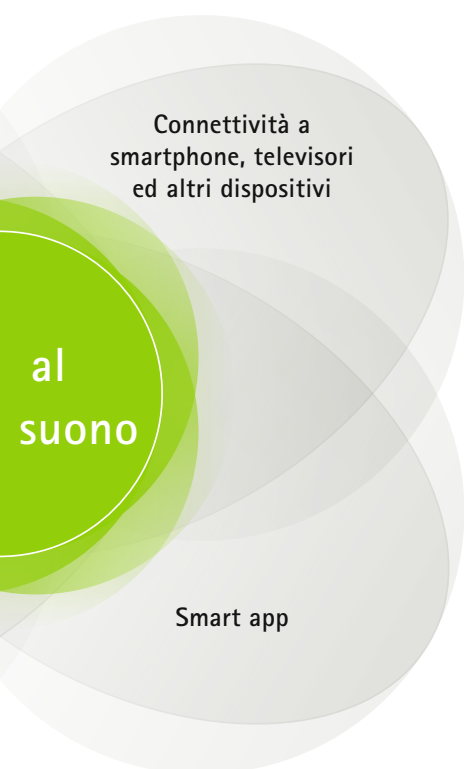 Connettività a
smartphone, televisori
ed altri dispositivi
al
suono
Smart app